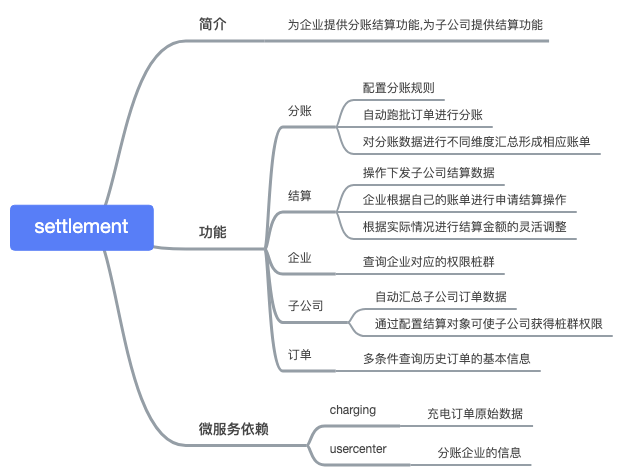 简介
为企业提供分账结算功能,为子公司提供结算功能
配置分账规则
分账
自动跑批订单进行分账
对分账数据进行不同维度汇总形成相应账单
操作下发子公司结算数据
结算
企业根据自己的账单进行申请结算操作
根据实际情况进行结算金额的灵活调整
settlement
功能
企业
查询企业对应的权限桩群
自动汇总子公司订单数据
子公司
通过配置结算对象可使子公司获得桩群权限
订单
多条件查询历史订单的基本信息
微服务依赖
charging
充电订单原始数据
usercenter
分账企业的信息